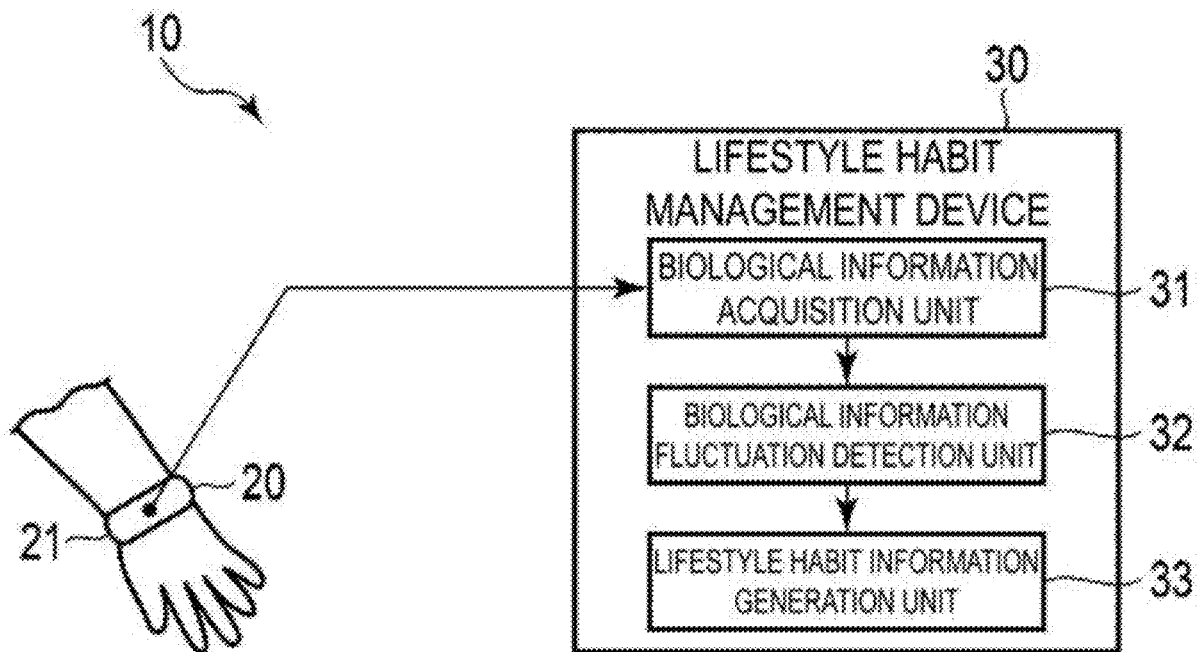 10
30
LIFESTYLE HABIT
MANAGEMENT DEVICE
BIOLOGICAL INFORMATION
ACQUISITION UNIT
31
BIOLOGICAL INFORMATION
FLUCTUATION DETECTION UNIT
32
20
21
LIFESTYLE HABIT INFORMATION
GENERATION UNIT
33